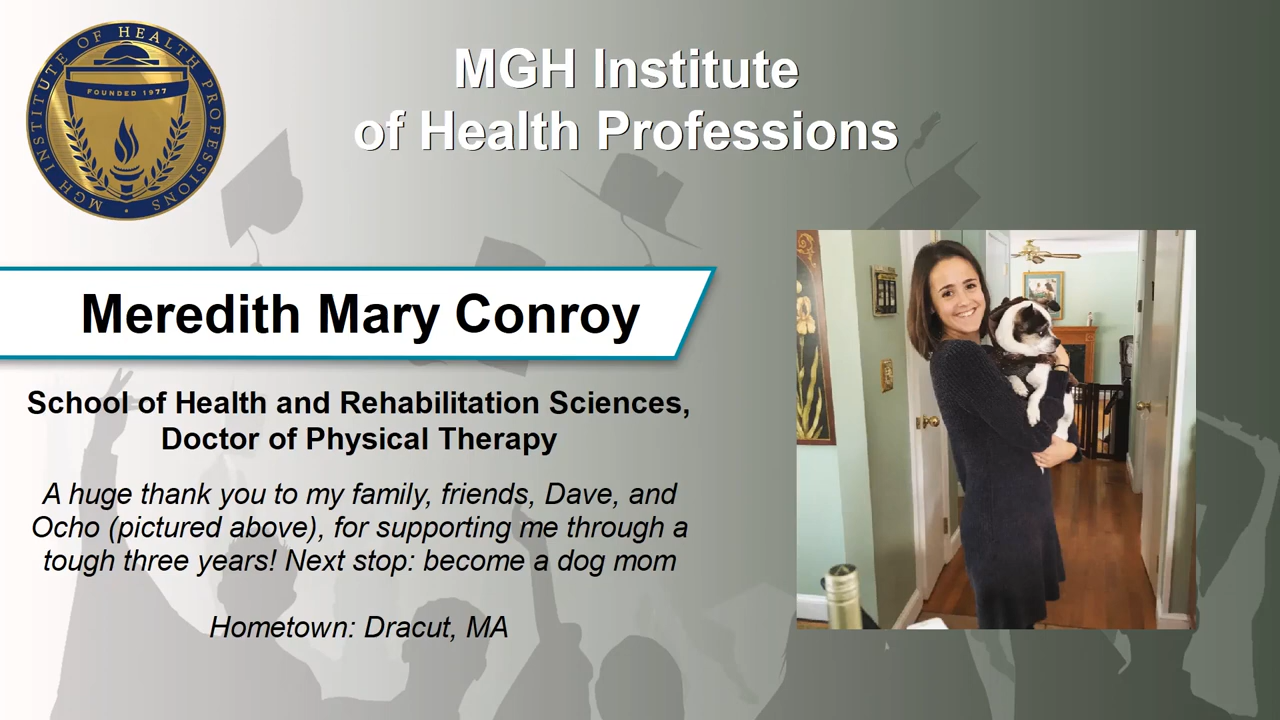 MGH INSTITUTE OF HEALTH PROFESSIONS
FOUNDED 1977
MGH Institute
of Health Professions
Meredith Mary Conroy
School of Health and Rehabilitation Sciences,
Doctor of Physical Therapy
A huge thank you to my family, friends, Dave, and
Ocho (pictured above), for supporting me through a
tough three years! Next stop: become a dog mom
Hometown: Dracut, MA